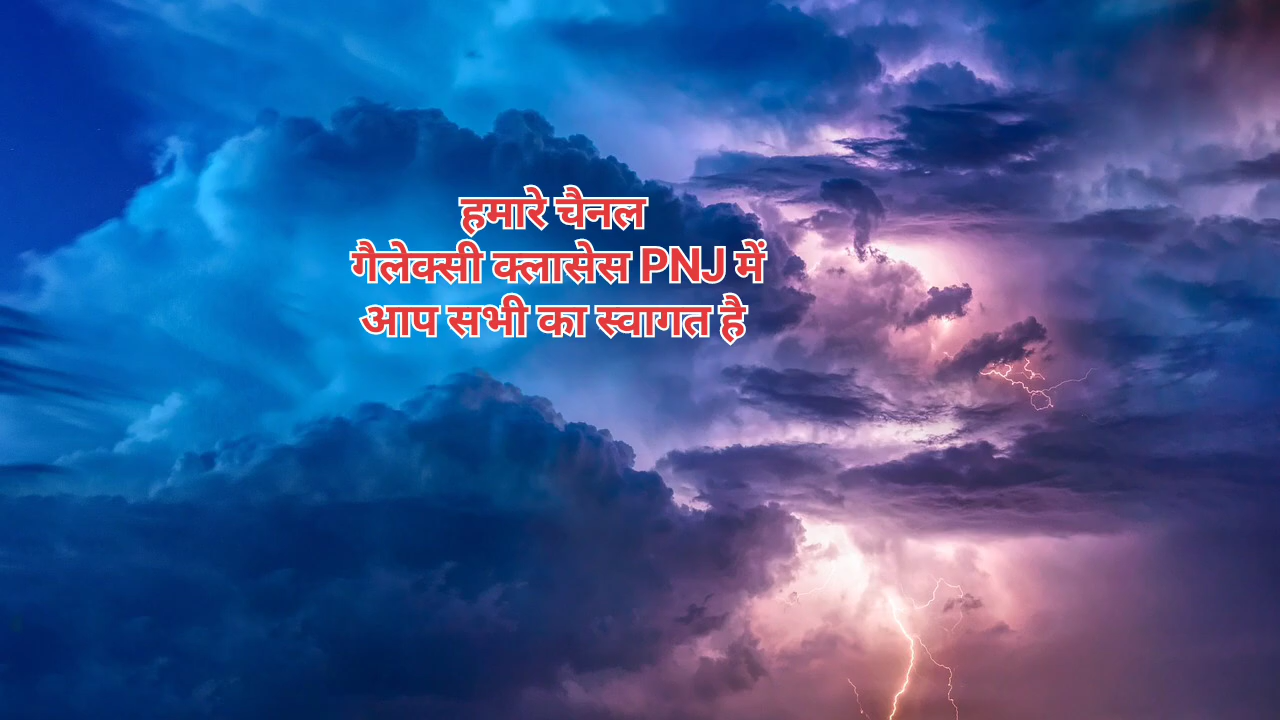 हमारे चैनल
गैलेक्सी क्लासेस PNJ में
आप सभी का स्वागत है